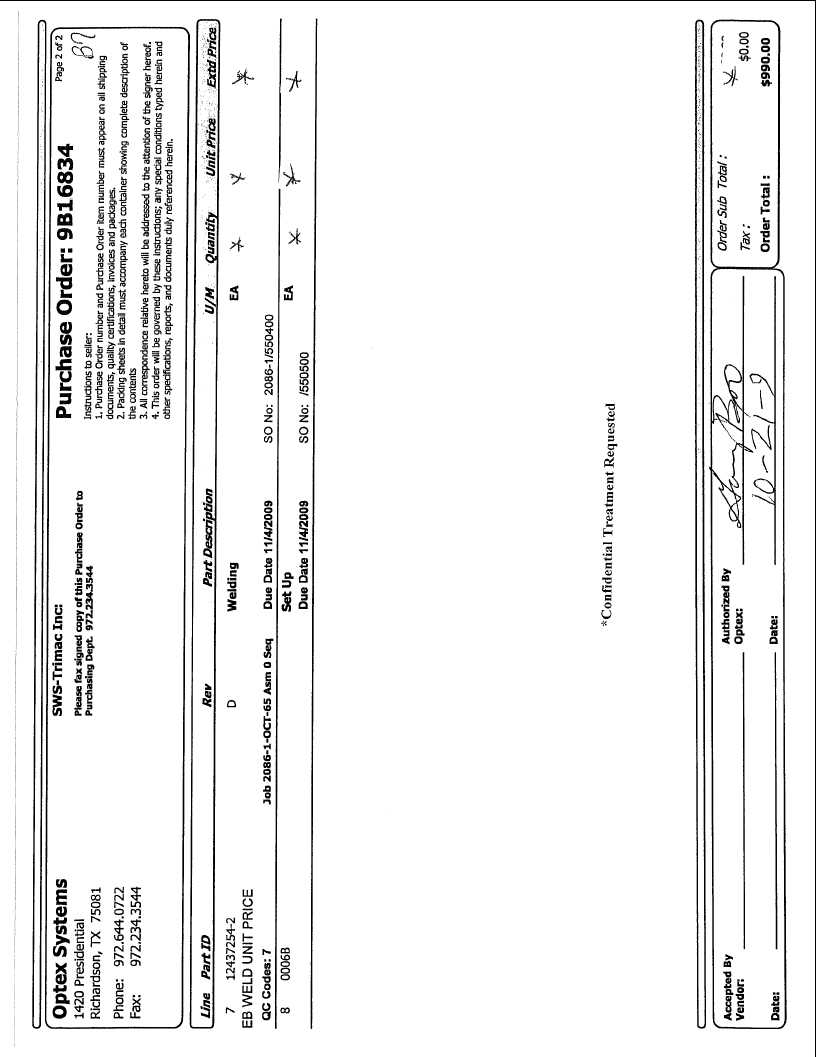 Optex Systems
1420 Presidential
Richardson, TX 75081
Phone: 972.644.0722
Fax: 972.234.3544
SWS-Trimac Inc:
Please fax signed copy of this Purchase Order to
Purchasing Dept. 972.234.3544
Page 2 of 2
Purchase Order: 9B16834
Instructions to seller:
1. Purchase Order number and Purchase Order item number must appear on all shipping
documents, quality certifications, invoices and packages.
2. Packing sheets in detail must accompany each container showing complete description of
the contents
3. All correspondence relative hereto will be addressed to the attention of the signer hereof.
4. This order will be governed by these instructions; any special conditions typed herein and
other specifications, reports, and documents duly referenced herein.
Line Part ID Rev Part Description U/M Quantity Unit Price Extd Price
7 12437254-2 D Welding EA * * *
EB WELD UNIT PRICE
QC Codes: 7 Job 2086-1-OCT-65 Asm 0 Seq Due Date 11/4/2009 SO No: 2086-1/550400
8 0006B Set Up EA * * *
Due Date 11/4/2009 SO No: /550500
*Confidential Treatment Requested
Accepted By
Vendor:
Date:
Authorized By
Optex:
Date: 10-21-9
Order Sub Total: *
Tax: $0.00
Order Total: $990.00